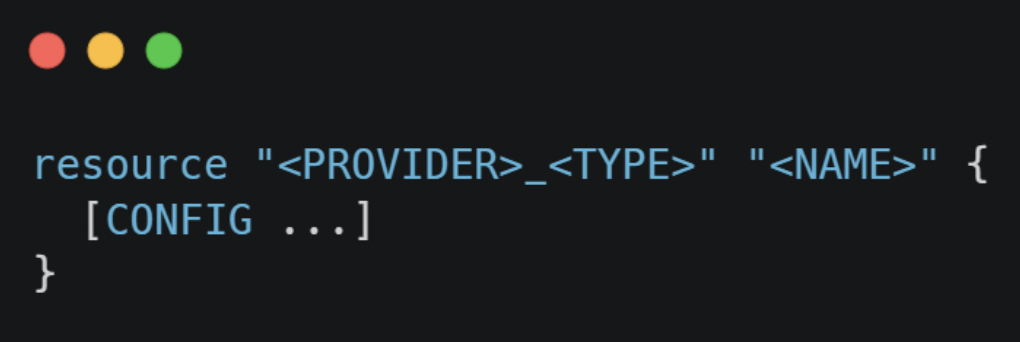 resource "<PROVIDER>_<TYPE>" "<NAME>" {
  [CONFIG ...]
}